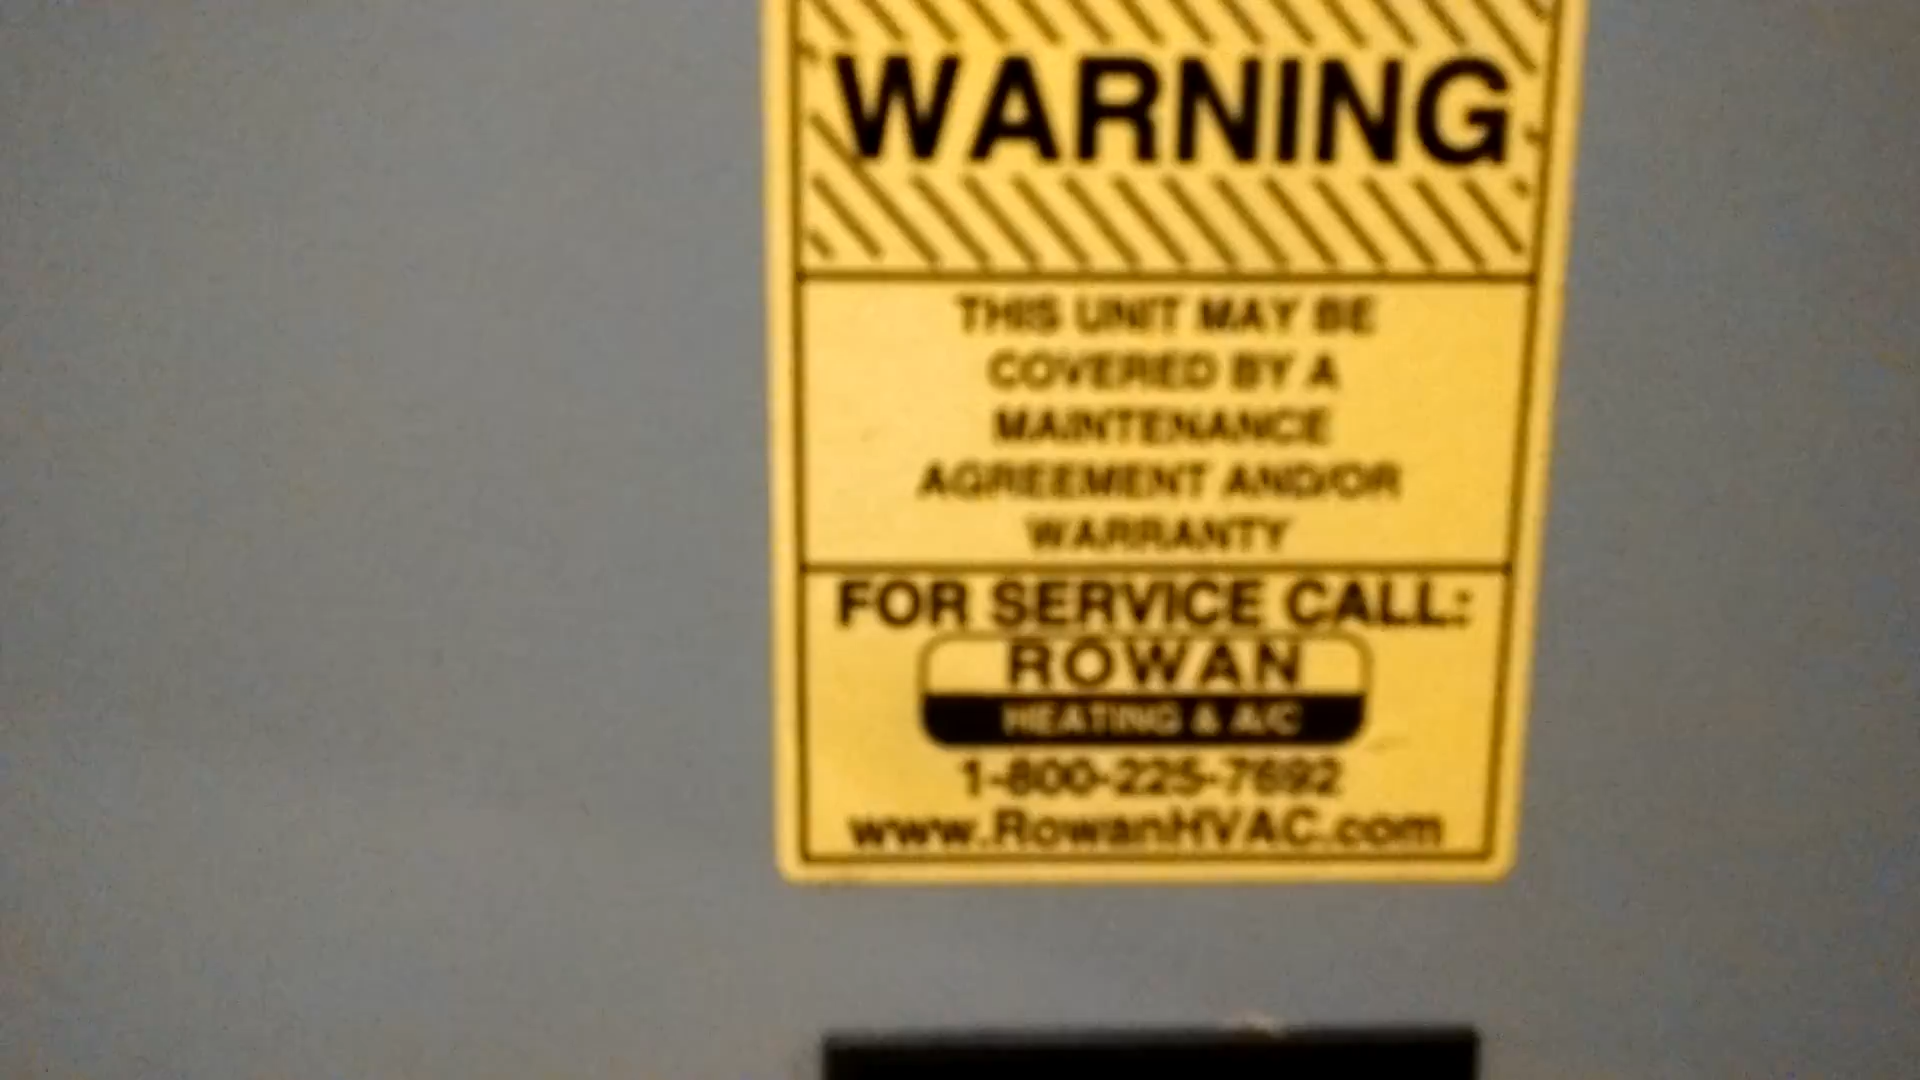 WARNING
THIS UNIT MAY BE
COVERED BY A
MAINTENANCE
AGREEMENT AND/OR
WARRANTY
FOR SERVICE CALL:
ROWAN
HEATING & A/C
1-800-225-7692
www.RowanHVAC.com